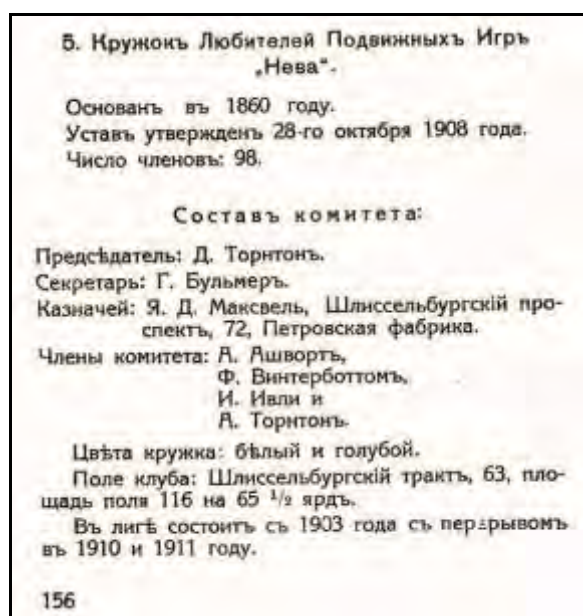 5. Кружокъ Любителей Подвижныхъ Игръ
„Нева“.
Основанъ въ 1860 году.
Уставъ утвержденъ 28-го октября 1908 года.
Число членовъ: 98.
Составъ комитета:
Предсѣдатель: Д. Торнтонъ.
Секретарь: Г. Бульмеръ.
Казначей: Я. Д. Максвель, Шлиссельбургскій про-
спектъ, 72, Петровская фабрика.
Члены комитета: А. Ашвортъ,
Ф. Винтерботтомъ,
И. Ивли и
А. Торнтонъ.
Цвѣта кружка: бѣлый и голубой.
Поле клуба: Шлиссельбургскій трактъ, 63, пло-
щадь поля 116 на 65 ½ ярдъ.
Въ лигѣ состоитъ съ 1903 года съ перерывомъ
въ 1910 и 1911 году.
156